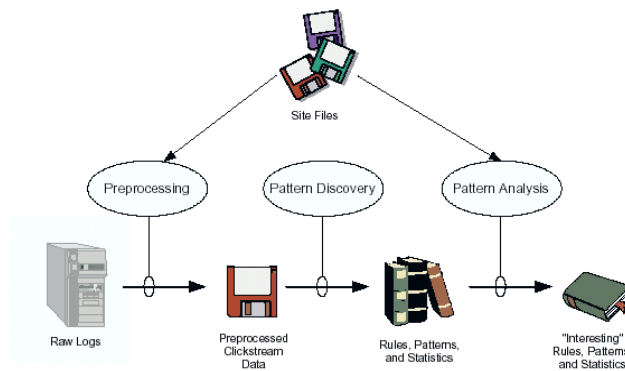 Site Files
Preprocessing
Pattern Discovery
Pattern Analysis
Raw Logs
Preprocessed
Clickstream
Data
Rules, Patterns,
and Statistics
"Interesting"
Rules, Patterns,
and Statistics